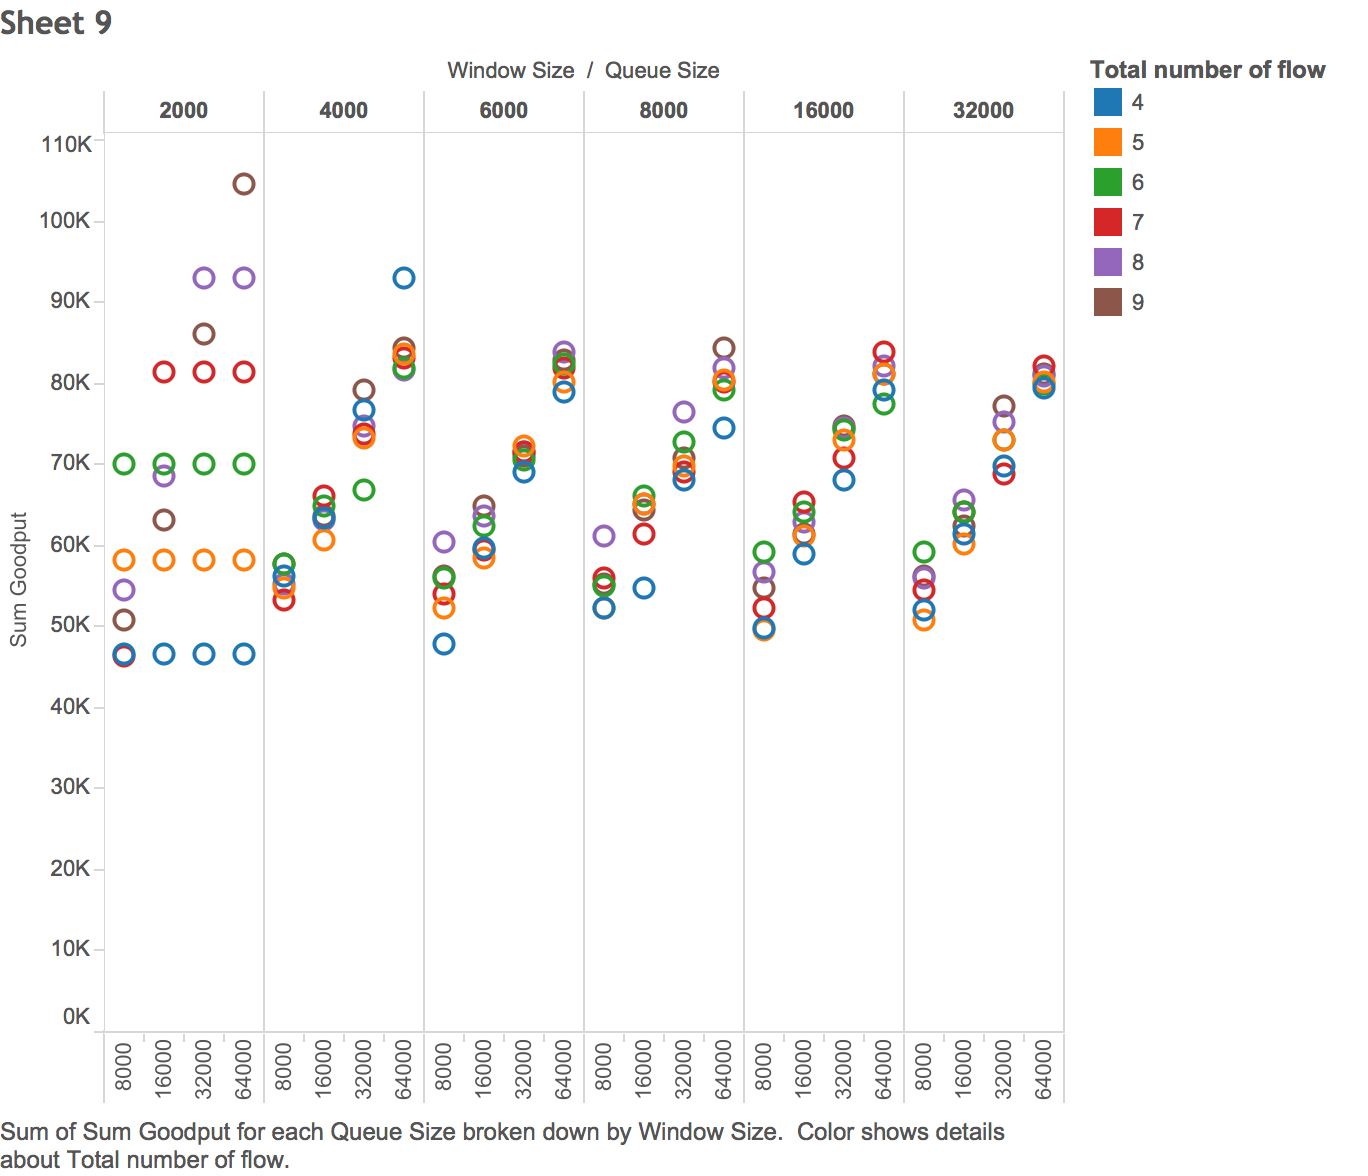 Sheet 9
Window Size / Queue Size
Total number of flow
2000 4000 6000 8000 16000 32000
4
5
6
7
8
9
110K
100K
90K
80K
70K
60K
50K
40K
30K
20K
10K
0K
Sum Goodput
8000 16000 32000 64000 8000 16000 32000 64000 8000 16000 32000 64000 8000 16000 32000 64000 8000 16000 32000 64000 8000 16000 32000 64000
Sum of Sum Goodput for each Queue Size broken down by Window Size.  Color shows details
about Total number of flow.